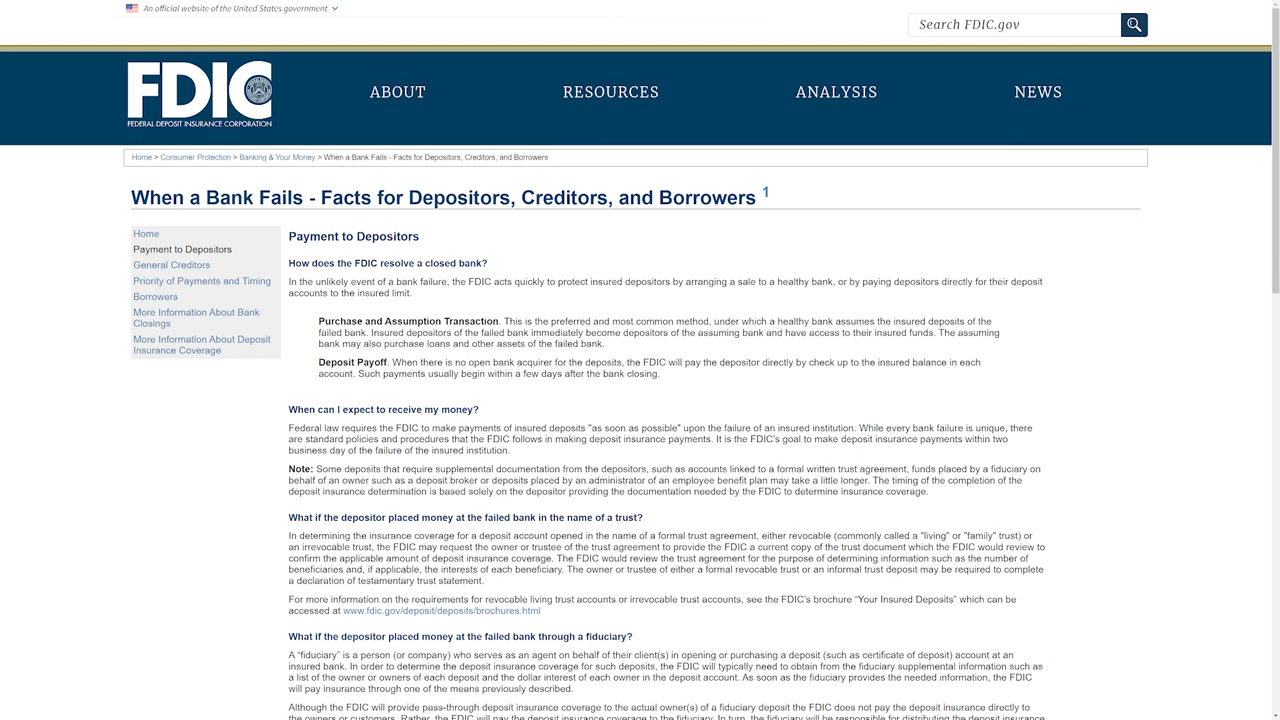 An official website of the United States government
Search FDIC.gov
FDIC
FEDERAL DEPOSIT INSURANCE CORPORATION
ABOUT
RESOURCES
ANALYSIS
NEWS
Home > Consumer Protection > Banking & Your Money > When a Bank Fails - Facts for Depositors, Creditors, and Borrowers
When a Bank Fails - Facts for Depositors, Creditors, and Borrowers 1
Home
Payment to Depositors
General Creditors
Priority of Payments and Timing
Borrowers
More Information About Bank
Closings
More Information About Deposit
Insurance Coverage
Payment to Depositors
How does the FDIC resolve a closed bank?
In the unlikely event of a bank failure, the FDIC acts quickly to protect insured depositors by arranging a sale to a healthy bank, or by paying depositors directly for their deposit
accounts to the insured limit.
Purchase and Assumption Transaction. This is the preferred and most common method, under which a healthy bank assumes the insured deposits of the
failed bank. Insured depositors of the failed bank immediately become depositors of the assuming bank and have access to their insured funds. The assuming
bank may also purchase loans and other assets of the failed bank.
Deposit Payoff. When there is no open bank acquirer for the deposits, the FDIC will pay the depositor directly by check up to the insured balance in each
account. Such payments usually begin within a few days after the bank closing.
When can I expect to receive my money?
Federal law requires the FDIC to make payments of insured deposits "as soon as possible" upon the failure of an insured institution. While every bank failure is unique, there
are standard policies and procedures that the FDIC follows in making deposit insurance payments. It is the FDIC's goal to make deposit insurance payments within two
business day of the failure of the insured institution.
Note: Some deposits that require supplemental documentation from the depositors, such as accounts linked to a formal written trust agreement, funds placed by a fiduciary on
behalf of an owner such as a deposit broker or deposits placed by an administrator of an employee benefit plan may take a little longer. The timing of the completion of the
deposit insurance determination is based solely on the depositor providing the documentation needed by the FDIC to determine insurance coverage.
What if the depositor placed money at the failed bank in the name of a trust?
In determining the insurance coverage for a deposit account opened in the name of a formal trust agreement, either revocable (commonly called a "living" or "family" trust) or
an irrevocable trust, the FDIC may request the owner or trustee of the trust agreement to provide the FDIC a current copy of the trust document which the FDIC would review to
confirm the applicable amount of deposit insurance coverage. The FDIC would review the trust agreement for the purpose of determining information such as the number of
beneficiaries and, if applicable, the interests of each beneficiary. The owner or trustee of either a formal revocable trust or an informal trust deposit may be required to complete
a declaration of testamentary trust statement.
For more information on the requirements for revocable living trust accounts or irrevocable trust accounts, see the FDIC's brochure "Your Insured Deposits" which can be
accessed at www.fdic.gov/deposit/deposits/brochures.html
What if the depositor placed money at the failed bank through a fiduciary?
A "fiduciary" is a person (or company) who serves as an agent on behalf of their client(s) in opening or purchasing a deposit (such as certificate of deposit) account at an
insured bank. In order to determine the deposit insurance coverage for such deposits, the FDIC will typically need to obtain from the fiduciary supplemental information such as
a list of the owner or owners of each deposit and the dollar interest of each owner in the deposit account. As soon as the fiduciary provides the needed information, the FDIC
will pay insurance through one of the means previously described.
Although the FDIC will provide pass-through deposit insurance coverage to the actual owner(s) of a fiduciary deposit the FDIC does not pay the deposit insurance directly to
the owners or customers. Rather, the FDIC will pay the deposit insurance coverage to the fiduciary. In turn, the fiduciary will be responsible for distributing the deposit insurance